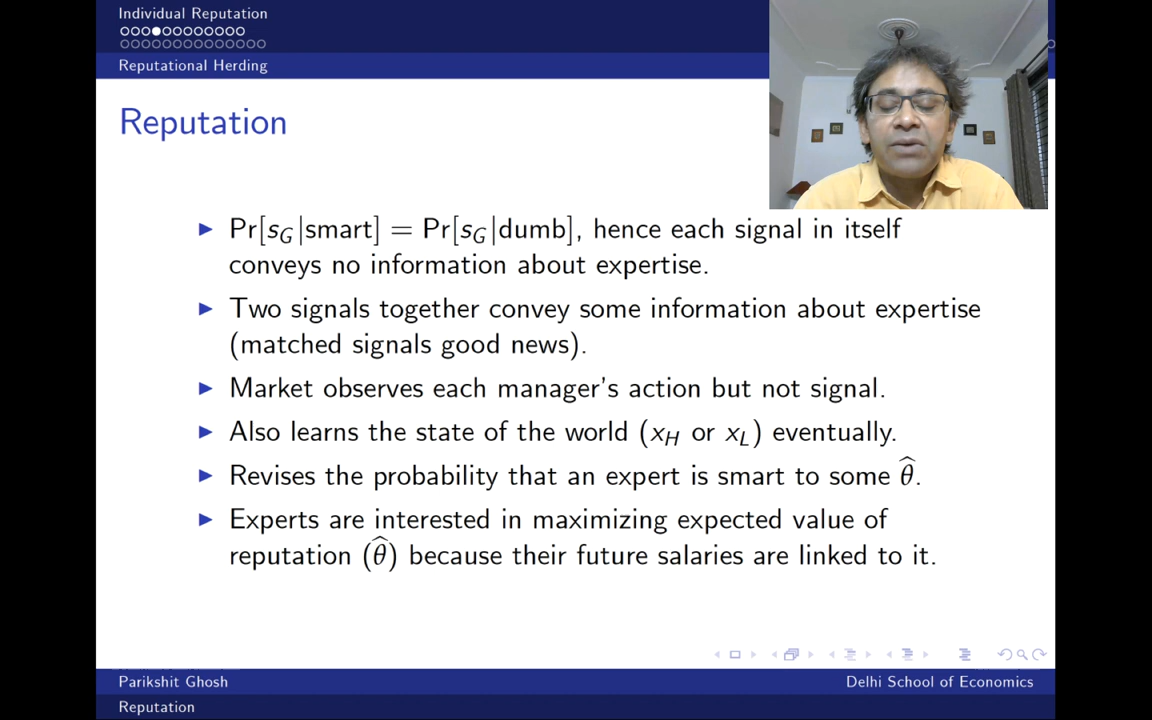 Individual Reputation
Reputational Herding
Reputation
▶ Pr[s_G|smart] = Pr[s_G|dumb], hence each signal in itself
conveys no information about expertise.
▶ Two signals together convey some information about expertise
(matched signals good news).
▶ Market observes each manager's action but not signal.
▶ Also learns the state of the world (x_H or x_L) eventually.
▶ Revises the probability that an expert is smart to some θ̂.
▶ Experts are interested in maximizing expected value of
reputation (θ̂) because their future salaries are linked to it.
Parikshit Ghosh
Delhi School of Economics
Reputation